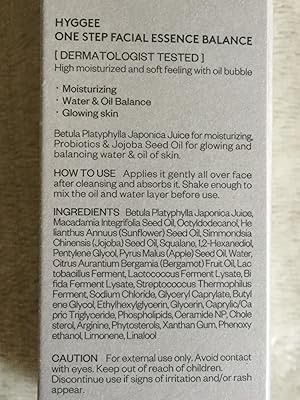 HYGGEE
ONE STEP FACIAL ESSENCE BALANCE
[ DERMATOLOGIST TESTED ]
High moisturized and soft feeling with oil bubble
· Moisturizing
· Water & Oil Balance
· Glowing skin
Betula Platyphylla Japonica Juice for moisturizing,
Probiotics & Jojoba Seed Oil for glowing and
balancing water & oil of skin.
HOW TO USE Applies it gently all over face
after cleansing and absorbs it. Shake enough to
mix the oil and water layer before use.
INGREDIENTS Betula Platyphylla Japonica Juice,
Macadamia Integrifolia Seed Oil, Octyldodecanol, He
lianthus Annuus (Sunflower) Seed Oil, Simmondsia
Chinensis (Jojoba) Seed Oil, Squalane, 1,2-Hexanediol,
Pentylene Glycol, Pyrus Malus (Apple) Seed Oil, Water,
Citrus Aurantium Bergamia (Bergamot) Fruit Oil, Lac
tobacillus Ferment, Lactococcus Ferment Lysate, Bi
fida Ferment Lysate, Streptococcus Thermophilus
Ferment, Sodium Chloride, Glyceryl Caprylate, Butyl
ene Glycol, Ethylhexylglycerin, Glycerin, Caprylic/Ca
pric Triglyceride, Phospholipids, Ceramide NP, Chole
sterol, Arginine, Phytosterols, Xanthan Gum, Phenoxy
ethanol, Limonene, Linalool
CAUTION For external use only. Avoid contact
with eyes. Keep out of reach of children.
Discontinue use if signs of irritation and/or rash
appear.